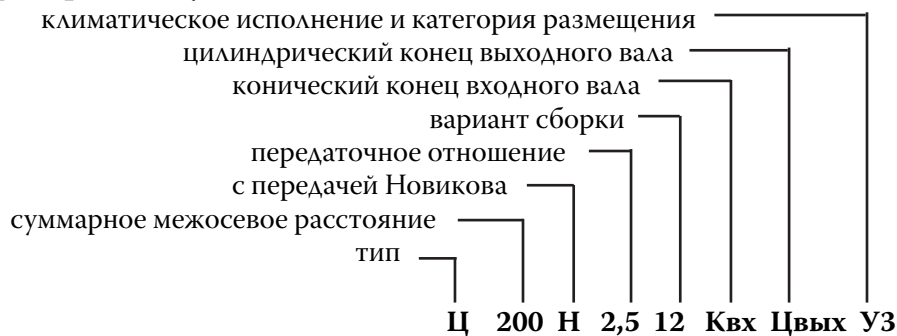 климатическое исполнение и категория размещения
цилиндрический конец выходного вала
конический конец входного вала
вариант сборки
передаточное отношение
с передачей Новикова
суммарное межосевое расстояние
тип
Ц 200 Н 2,5 12 Квх Цвых У3